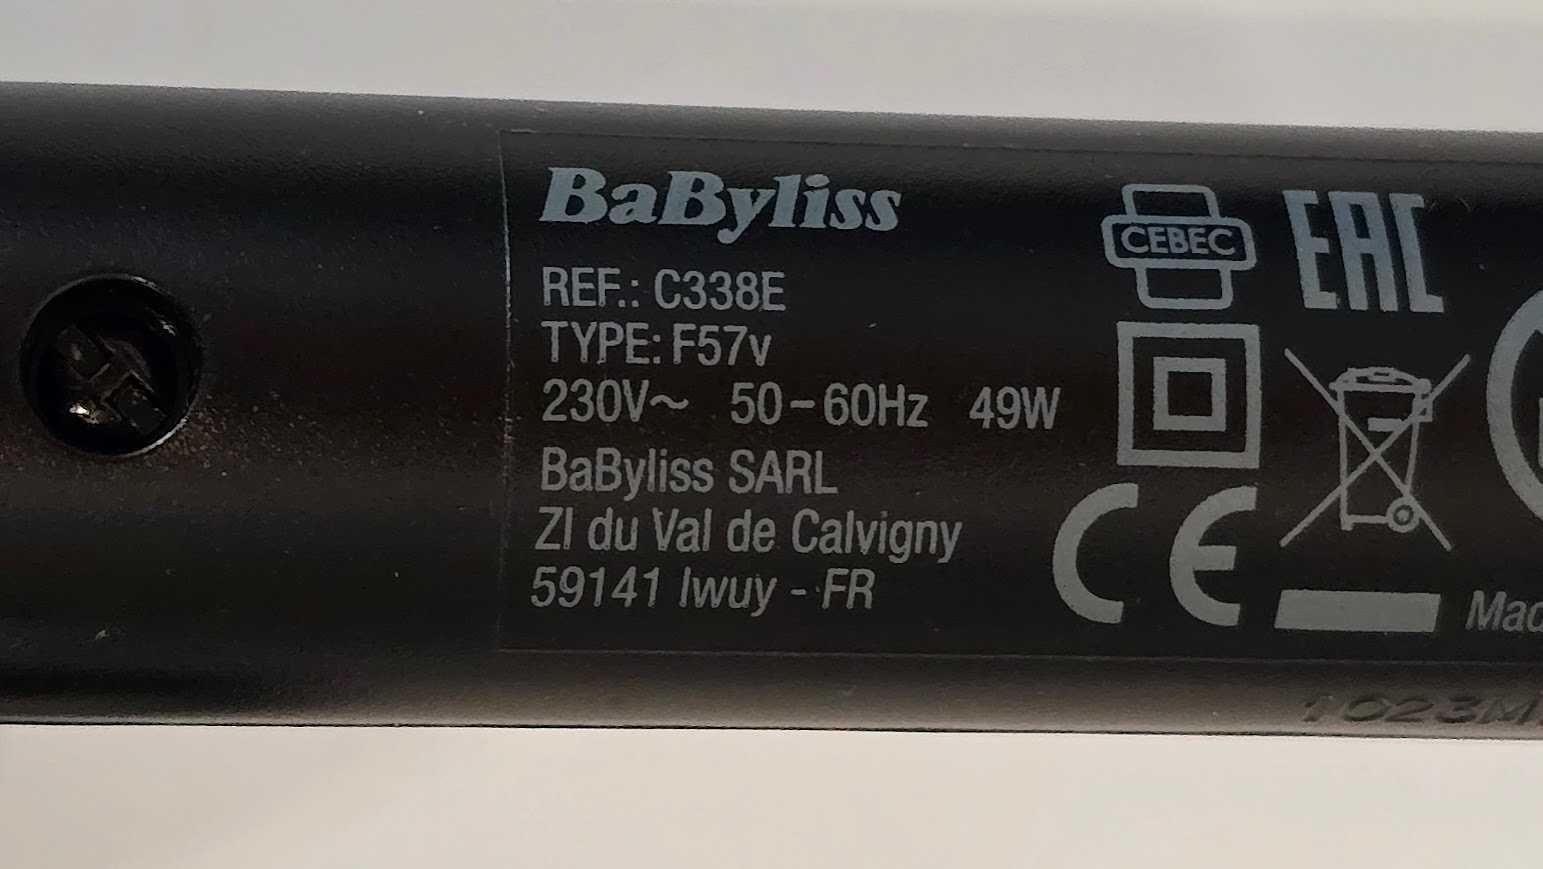 BaByliss
REF.: C338E
TYPE: F57v
230V~ 50-60Hz 49W
BaByliss SARL
ZI du Val de Calvigny
59141 Iwuy - FR
CEBEC
EAC
CE
1023M